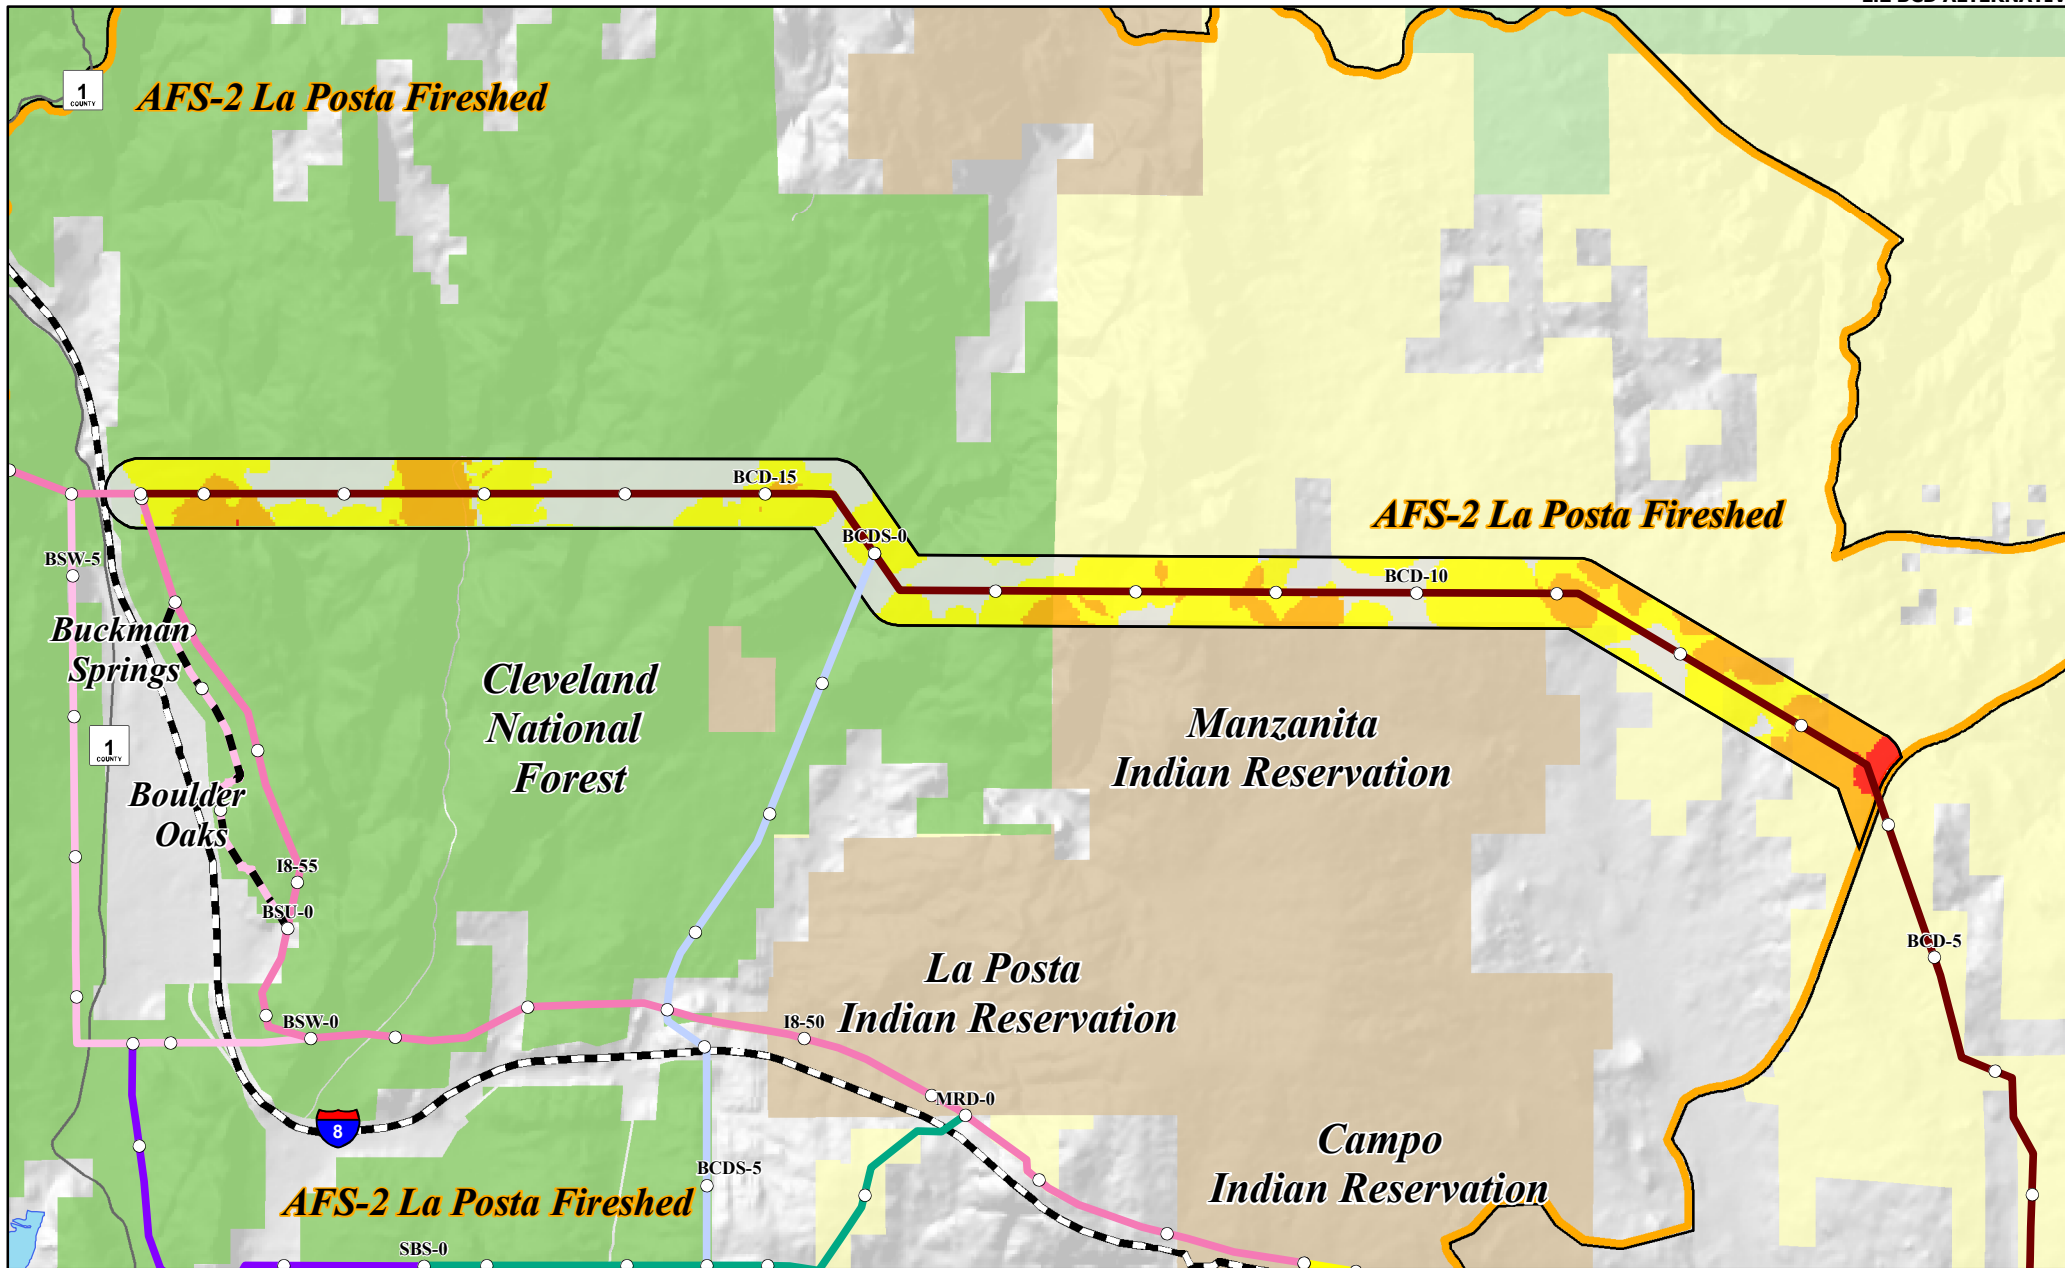 1
COUNTY
AFS-2 La Posta Fireshed
BCD-15
AFS-2 La Posta Fireshed
BCDS-0
BSW-5
BCD-10
Buckman
Springs
Cleveland
National
Forest
Manzanita
Indian Reservation
1
COUNTY
Boulder
Oaks
I8-55
BSU-0
BCD-5
La Posta
Indian Reservation
BSW-0
I8-50
MRD-0
8
Campo
Indian Reservation
BCDS-5
AFS-2 La Posta Fireshed
SBS-0